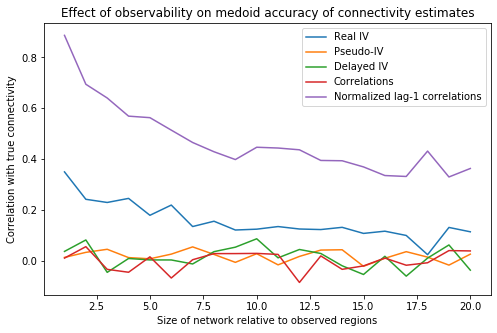 Effect of observability on medoid accuracy of connectivity estimates
Real IV
Pseudo-IV
Delayed IV
Correlations
Normalized lag-1 correlations
Correlation with true connectivity
0.8
0.6
0.4
0.2
0.0
2.5 5.0 7.5 10.0 12.5 15.0 17.5 20.0
Size of network relative to observed regions